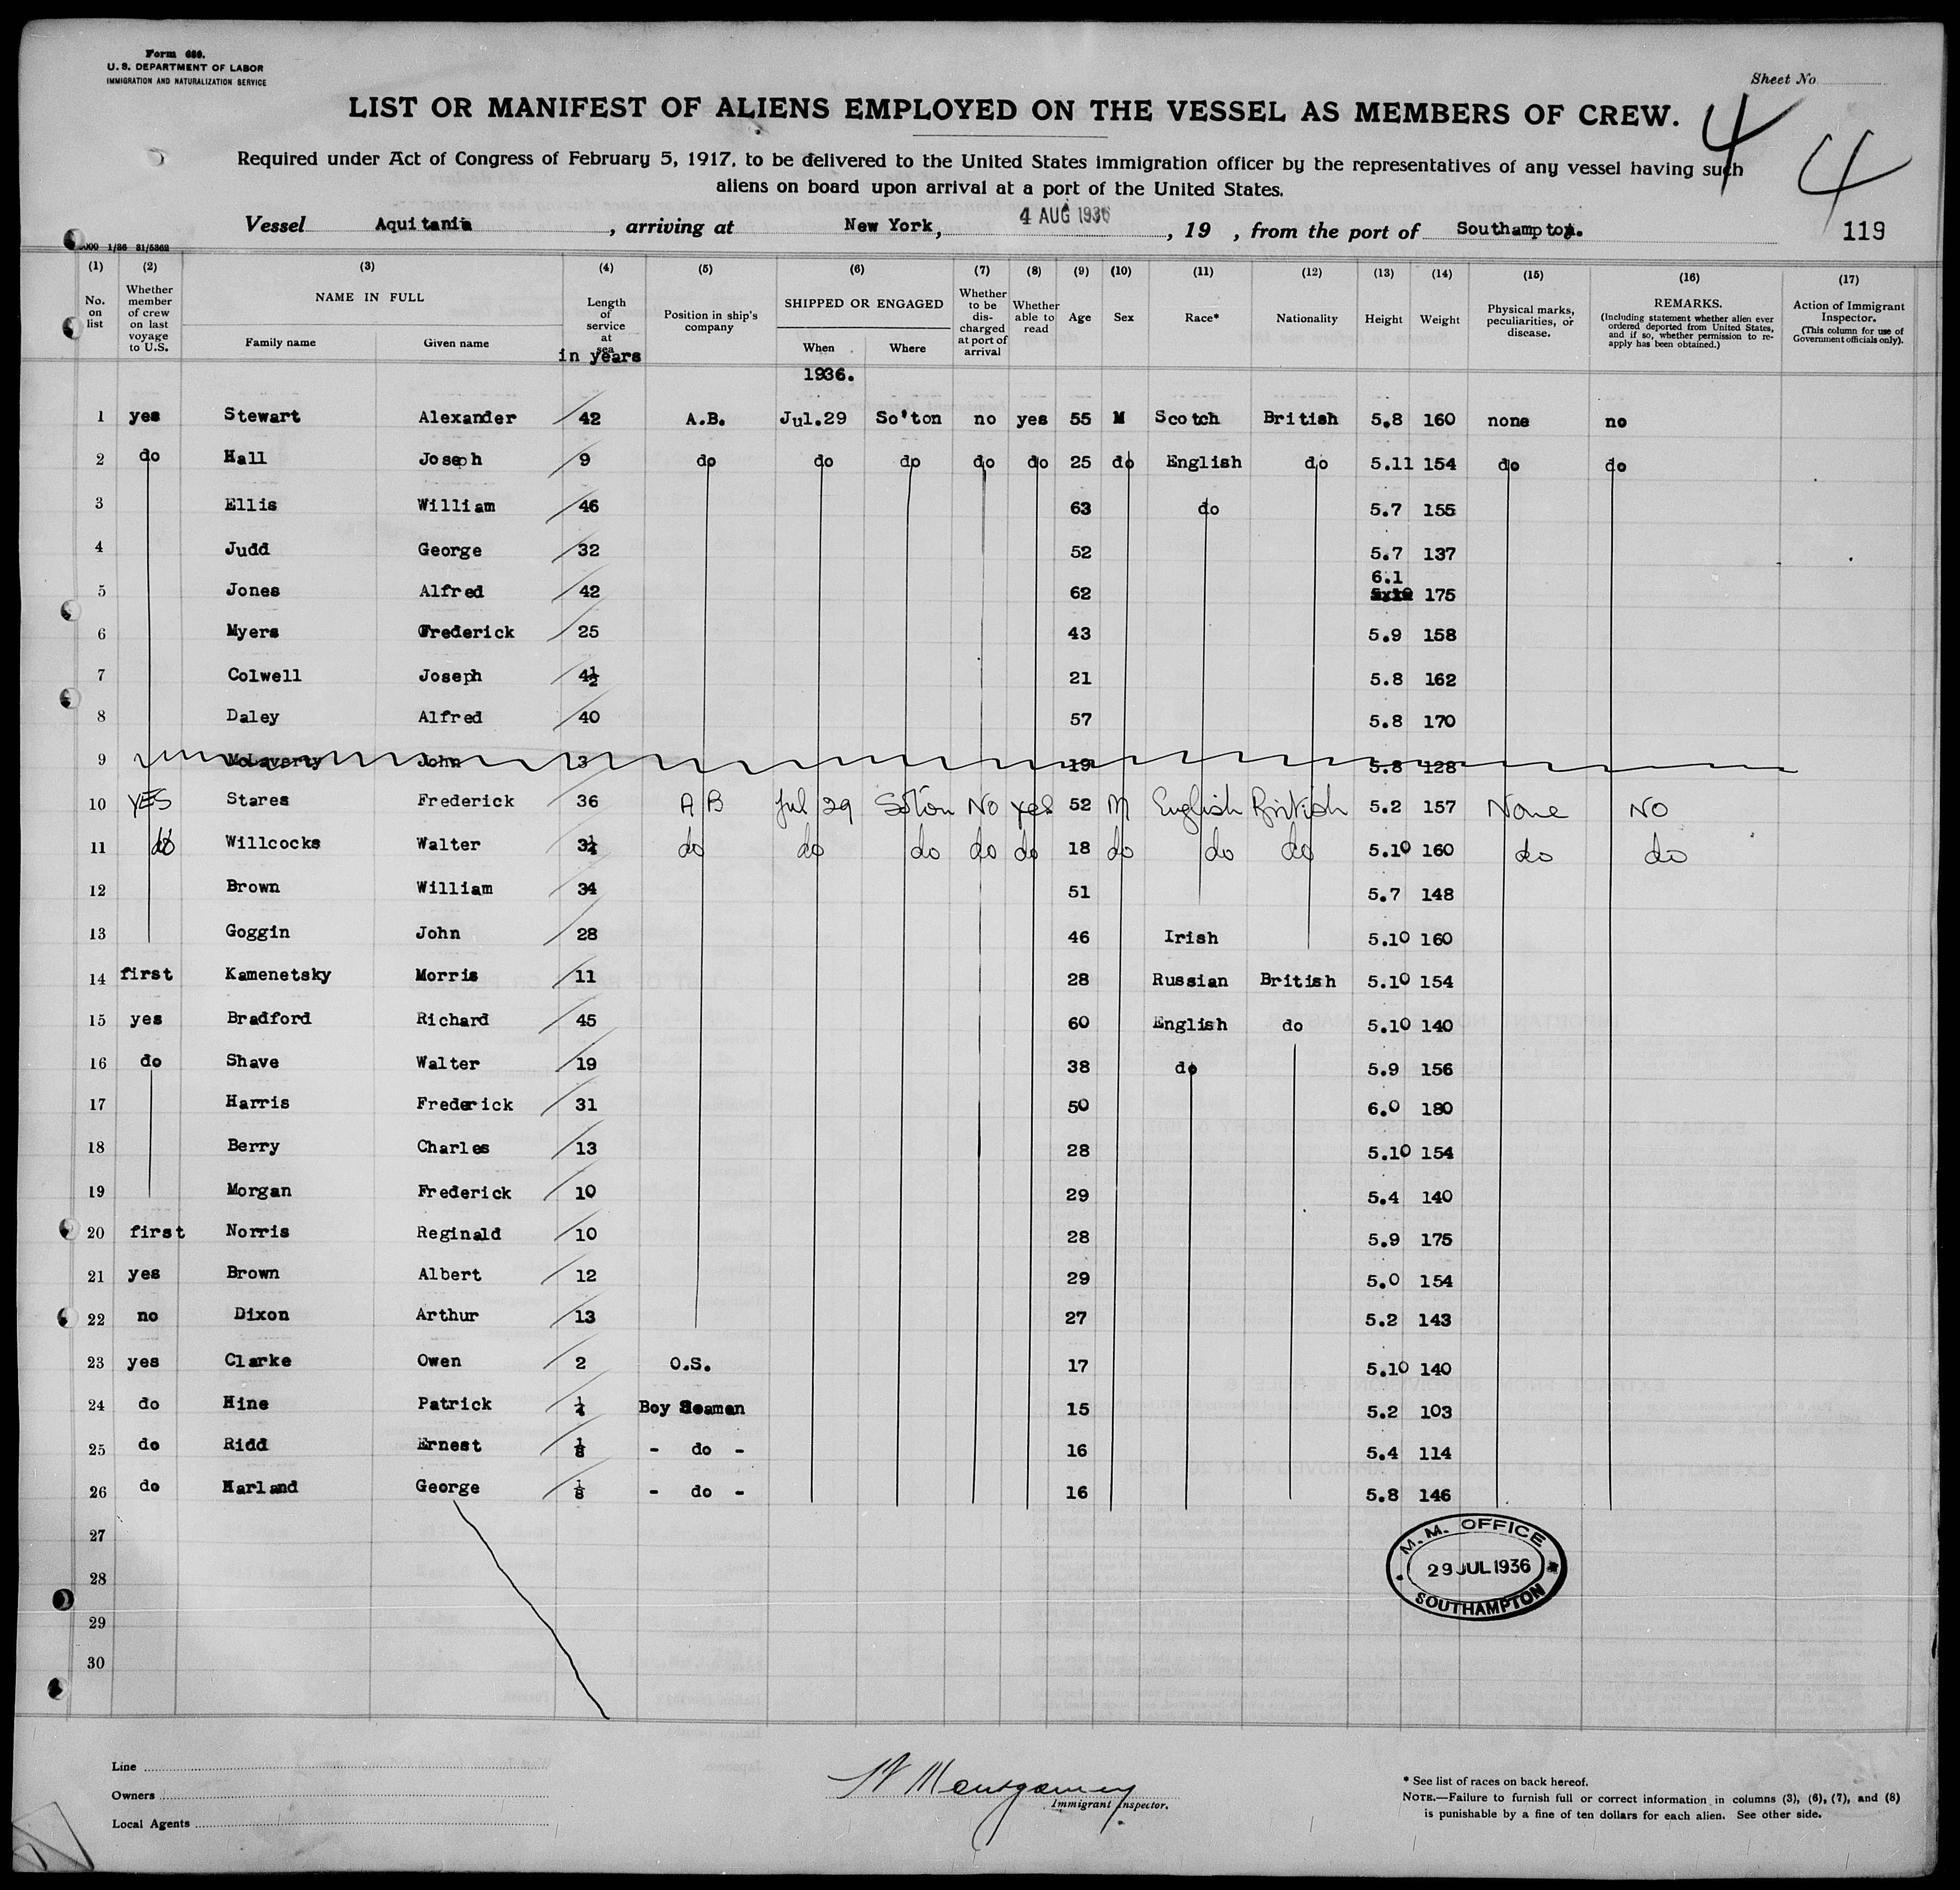 Form 680.
U. S. DEPARTMENT OF LABOR
IMMIGRATION AND NATURALIZATION SERVICE
Sheet No
LIST OR MANIFEST OF ALIENS EMPLOYED ON THE VESSEL AS MEMBERS OF CREW.
4 4
Required under Act of Congress of February 5, 1917, to be delivered to the United States immigration officer by the representatives of any vessel having such
aliens on board upon arrival at a port of the United States.
Vessel Aquitania , arriving at New York, 4 AUG 1936 , 19 , from the port of Southampton. 119
1/36 81/5362
(1) (2) (3) (4) (5) (6) (7) (8) (9) (10) (11) (12) (13) (14) (15) (16) (17)
No. on list
Whether member of crew on last voyage to U.S.
NAME IN FULL
Family name Given name
Length of service at sea
in years
Position in ship's company
SHIPPED OR ENGAGED
When Where
Whether to be discharged at port of arrival
Whether able to read
Age Sex Race* Nationality Height Weight
Physical marks, peculiarities, or disease.
REMARKS.
(Including statement whether alien ever ordered deported from United States, and if so, whether permission to reapply has been obtained.)
Action of Immigrant Inspector.
(This column for use of Government officials only).
1936.
1 yes Stewart Alexander 42 A.B. Jul.29 So'ton no yes 55 M Scotch British 5.8 160 none no
2 do Hall Joseph 9 do do do do do 25 do English do 5.11 154 do do
3 Ellis William 46 63 do 5.7 155
4 Judd George 32 52 5.7 137
5 Jones Alfred 42 62 6.1 175
6 Myers Frederick 25 43 5.9 158
7 Colwell Joseph 4½ 21 5.8 162
8 Daley Alfred 40 57 5.8 170
9 McLaverty John 3 19 5.8 128
10 YES Stares Frederick 36 A B Jul 29 So'ton No yes 52 M English British 5.2 157 None NO
11 do Willcocks Walter do do do do do 18 do do do 5.10 160 do do
12 Brown William 34 51 5.7 148
13 Goggin John 28 46 Irish 5.10 160
14 first Kamenetsky Morris 11 28 Russian British 5.10 154
15 yes Bradford Richard 45 60 English do 5.10 140
16 do Shave Walter 19 38 do 5.9 156
17 Harris Frederick 31 50 6.0 180
18 Berry Charles 13 28 5.10 154
19 Morgan Frederick 10 29 5.4 140
20 first Norris Reginald 10 28 5.9 175
21 yes Brown Albert 12 29 5.0 154
22 no Dixon Arthur 13 27 5.2 143
23 yes Clarke Owen 2 O.S. 17 5.10 140
24 do Hine Patrick ¼ Boy Seaman 15 5.2 103
25 do Ridd Ernest ⅛ - do - 16 5.4 114
26 do Harland George ⅛ - do - 16 5.8 146
27
28
29
30
M. M. OFFICE
29 JUL 1936
SOUTHAMPTON
Line
Owners
Local Agents
Montgomery
Immigrant Inspector.
* See list of races on back hereof.
NOTE.—Failure to furnish full or correct information in columns (3), (6), (7), and (8)
is punishable by a fine of ten dollars for each alien. See other side.